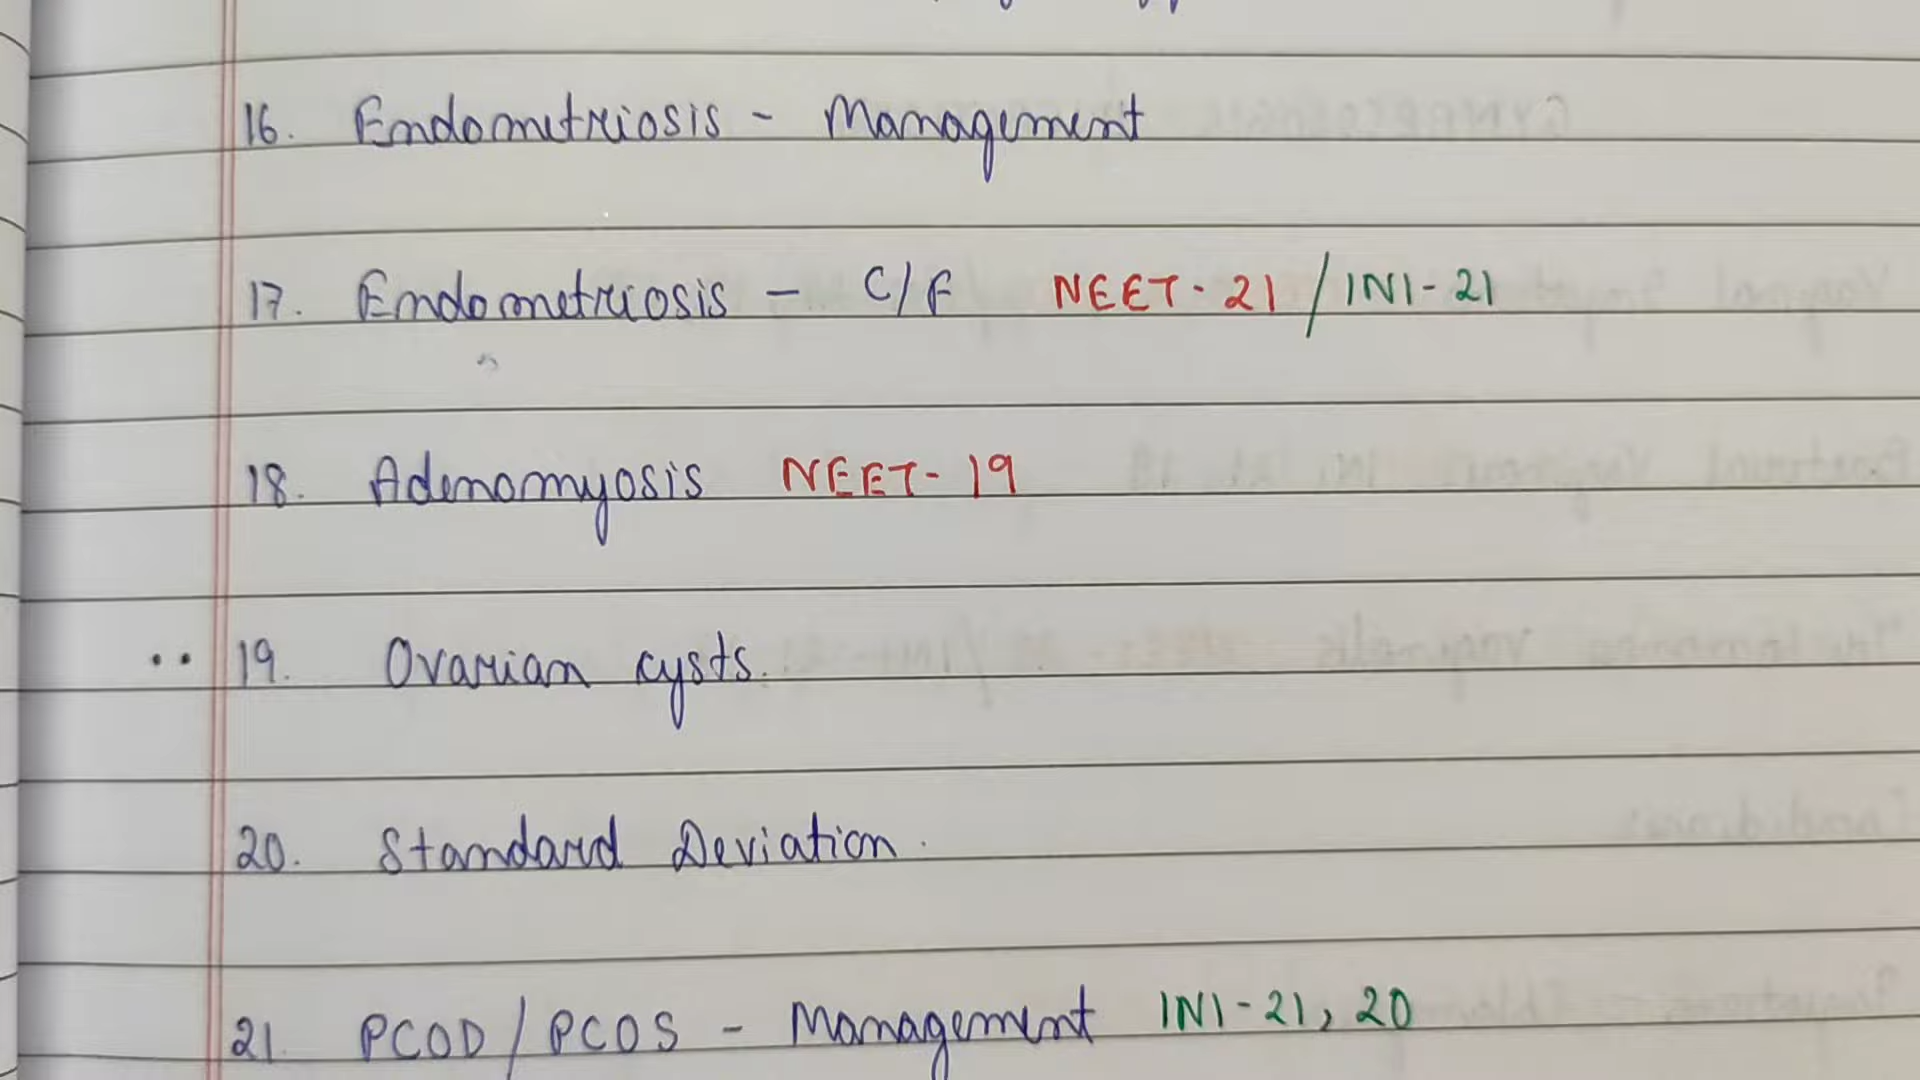 16. Endometriosis - Management
17. Endometriosis - C/F NEET-21/INI-21
18. Adenomyosis NEET-19
19. Ovarian cysts.
20. Standard Deviation.
21. PCOD/PCOS - Management INI-21, 20